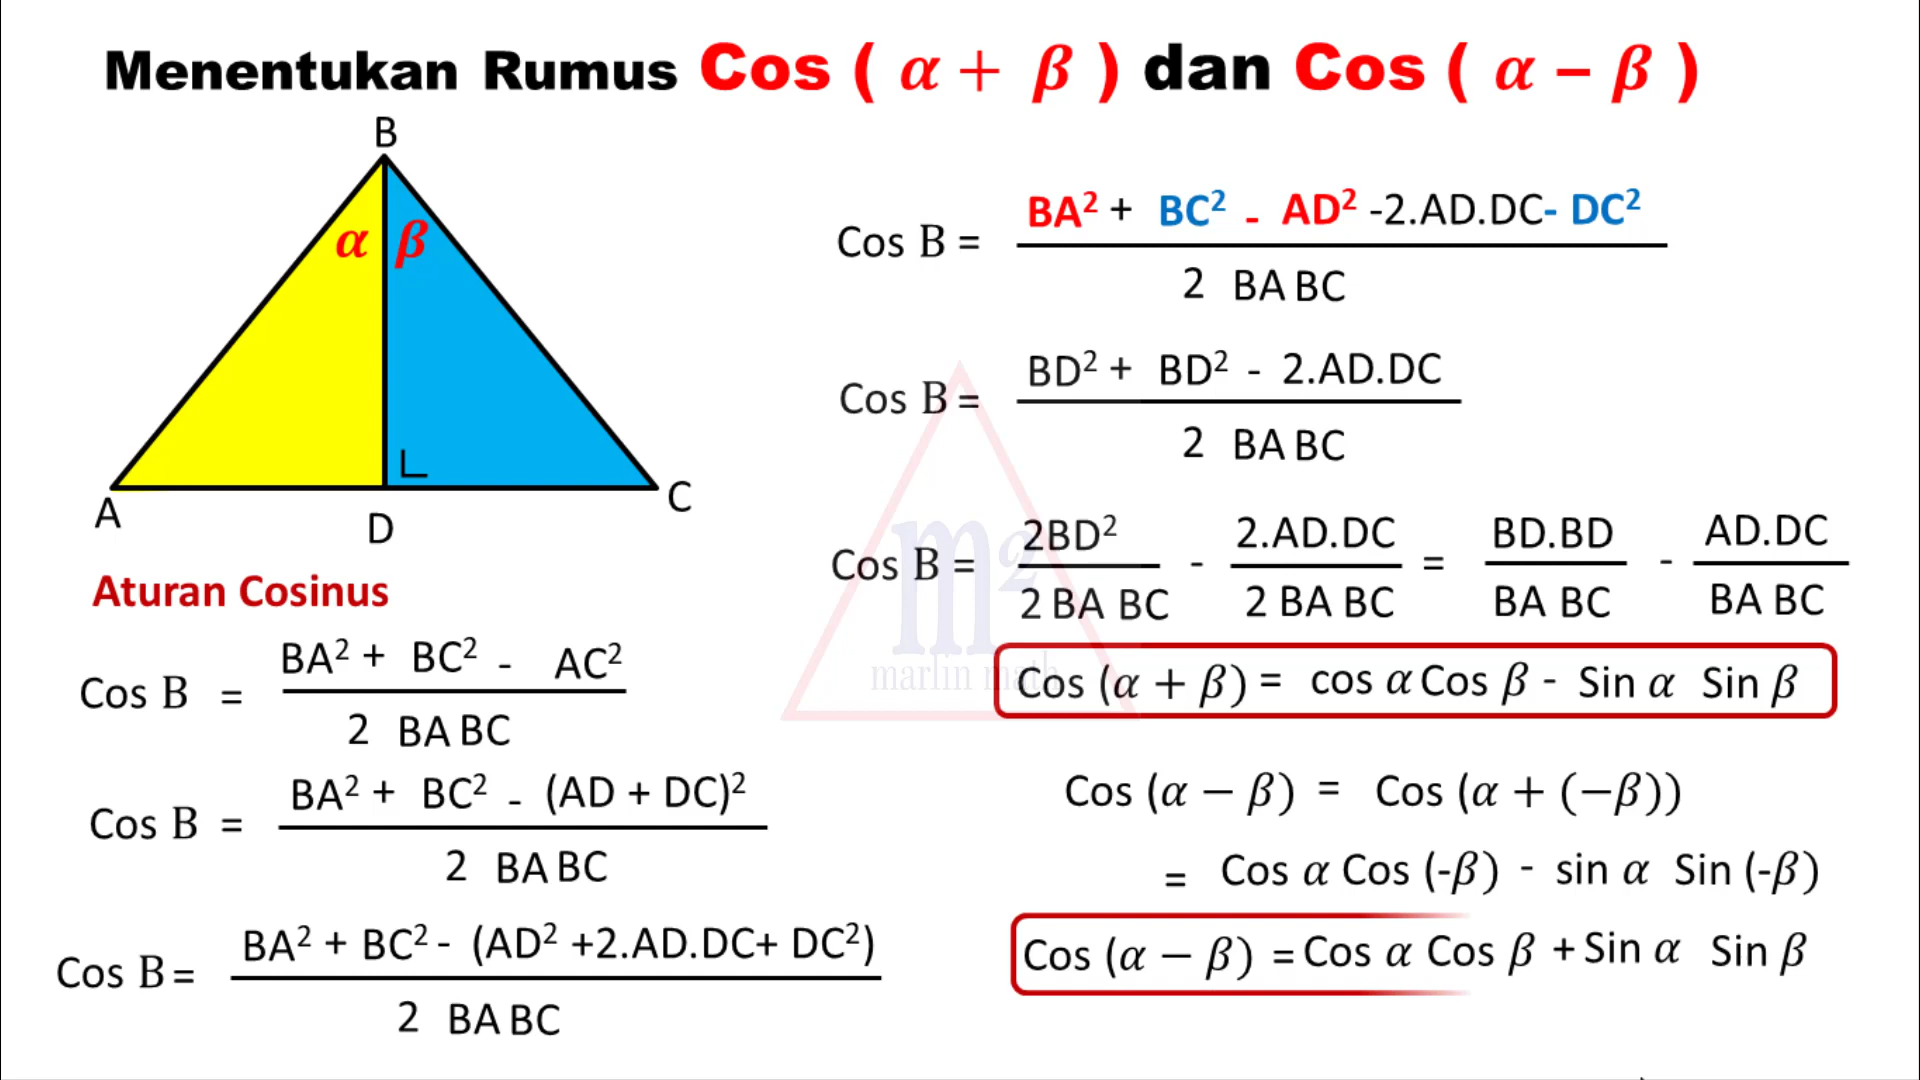 Menentukan Rumus Cos ( α + β ) dan Cos ( α – β )
B
α β
A
D
C
Aturan Cosinus
Cos B = BA² + BC² - AC²
2 BA BC
Cos B = BA² + BC² - (AD + DC)²
2 BA BC
Cos B = BA² + BC² - (AD² +2.AD.DC+ DC²)
2 BA BC
Cos B = BA² + BC² - AD² -2.AD.DC- DC²
2 BA BC
Cos B = BD² + BD² - 2.AD.DC
2 BA BC
Cos B = 2BD² - 2.AD.DC = BD.BD - AD.DC
2 BA BC 2 BA BC BA BC BA BC
Cos (α + β) = cos α Cos β - Sin α Sin β
Cos (α − β) = Cos (α + (−β))
= Cos α Cos (-β) - sin α Sin (-β)
Cos (α − β) = Cos α Cos β + Sin α Sin β
m2
marlin math